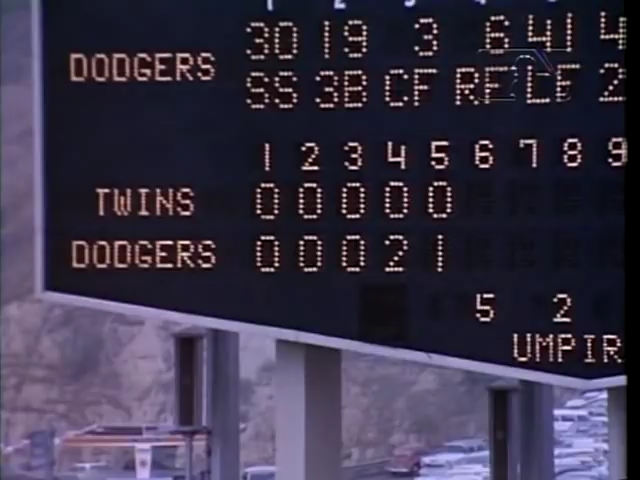 DODGERS 30 19 3 6 41 4
SS 3B CF RF LF 2
1 2 3 4 5 6 7 8 9
TWINS 0 0 0 0 0
DODGERS 0 0 0 2 1
5 2
UMPIR